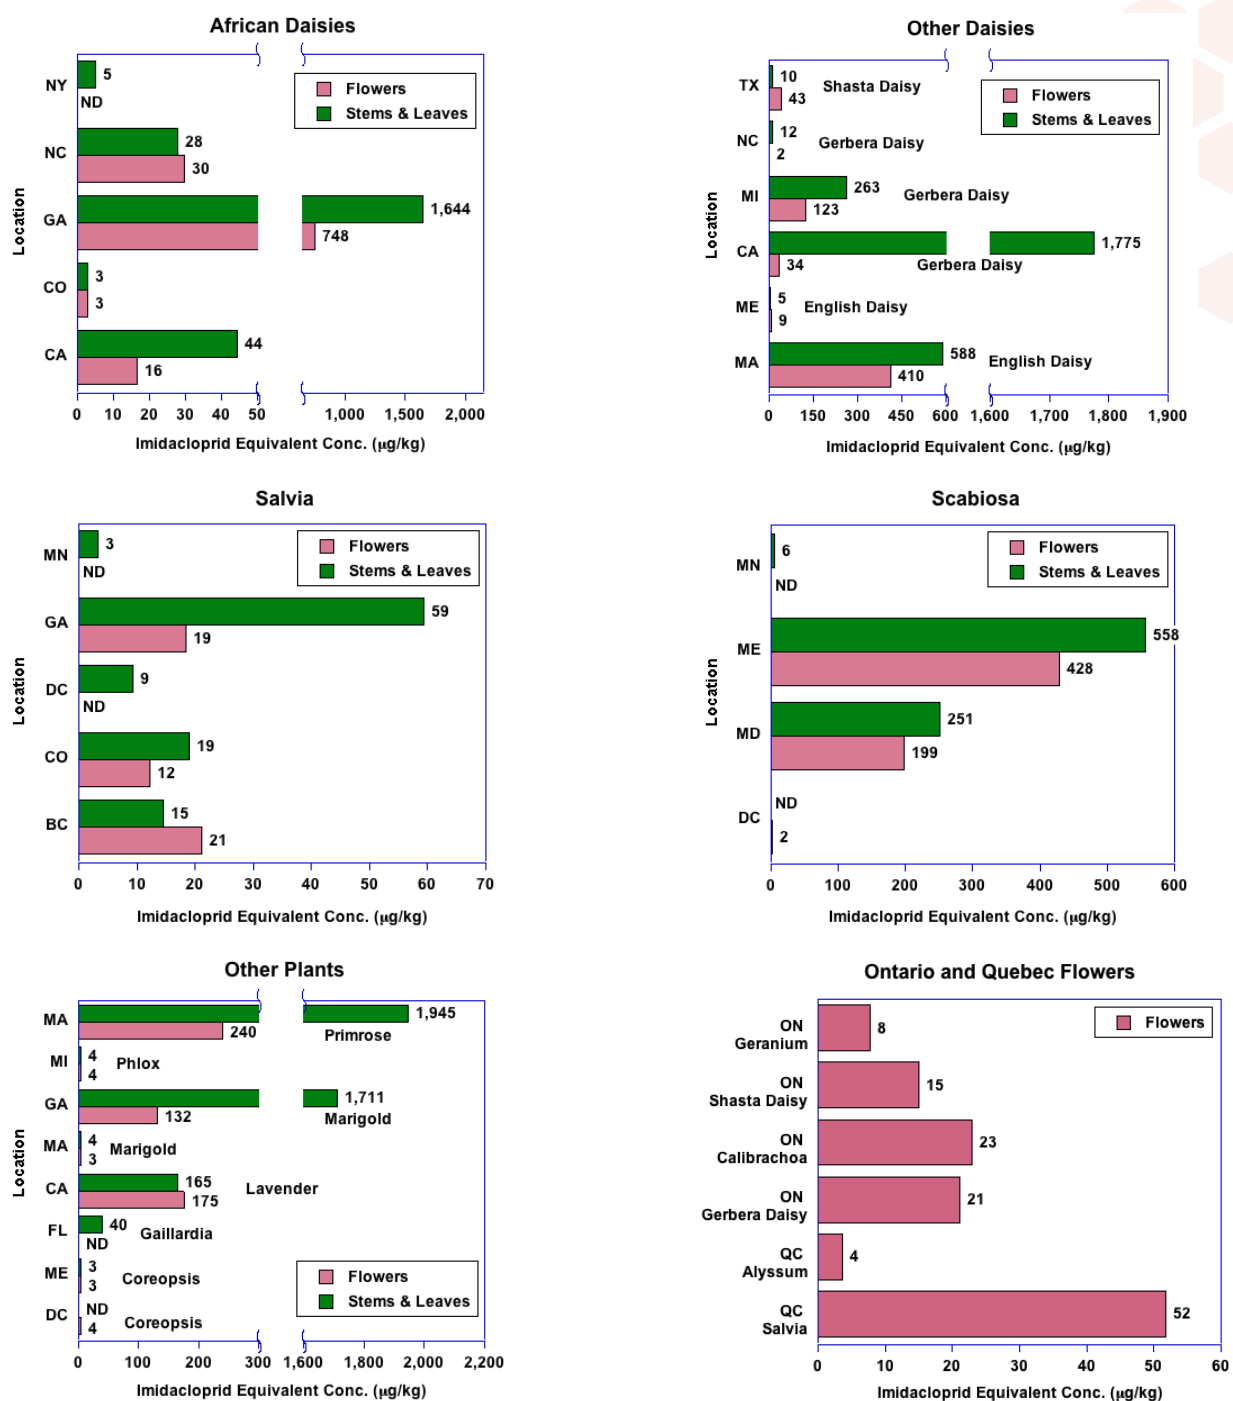 African Daisies
NY
5
ND
NC
28
30
GA
1,644
748
CO
3
3
CA
44
16
Flowers
Stems & Leaves
Location
0 10 20 30 40 50 1,000 1,500 2,000
Imidacloprid Equivalent Conc. (µg/kg)
Other Daisies
TX
10
43
Shasta Daisy
NC
12
2
Gerbera Daisy
MI
263
123
Gerbera Daisy
CA
1,775
34
Gerbera Daisy
ME
5
9
English Daisy
MA
588
410
English Daisy
Flowers
Stems & Leaves
Location
0 150 300 450 600 1,600 1,700 1,800 1,900
Imidacloprid Equivalent Conc. (µg/kg)
Salvia
MN
3
ND
GA
59
19
DC
9
ND
CO
19
12
BC
15
21
Flowers
Stems & Leaves
Location
0 10 20 30 40 50 60 70
Imidacloprid Equivalent Conc. (µg/kg)
Scabiosa
MN
6
ND
ME
558
428
MD
251
199
DC
ND
2
Flowers
Stems & Leaves
Location
0 100 200 300 400 500 600
Imidacloprid Equivalent Conc. (µg/kg)
Other Plants
MA
1,945
240
Primrose
MI
4
4
Phlox
GA
1,711
132
Marigold
MA
4
3
Marigold
CA
165
175
Lavender
FL
40
ND
Gaillardia
ME
3
3
Coreopsis
DC
ND
4
Coreopsis
Flowers
Stems & Leaves
Location
0 100 200 300 1,600 1,800 2,000 2,200
Imidacloprid Equivalent Conc. (µg/kg)
Ontario and Quebec Flowers
Flowers
ON
Geranium
8
ON
Shasta Daisy
15
ON
Calibrachoa
23
ON
Gerbera Daisy
21
QC
Alyssum
4
QC
Salvia
52
0 10 20 30 40 50 60
Imidacloprid Equivalent Conc. (µg/kg)